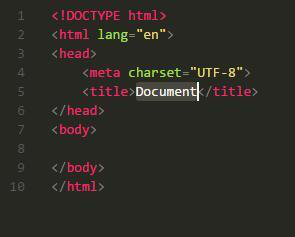 1 <!DOCTYPE html>
2 <html lang="en">
3 <head>
4     <meta charset="UTF-8">
5     <title>Document</title>
6 </head>
7 <body>
8
9 </body>
10 </html>